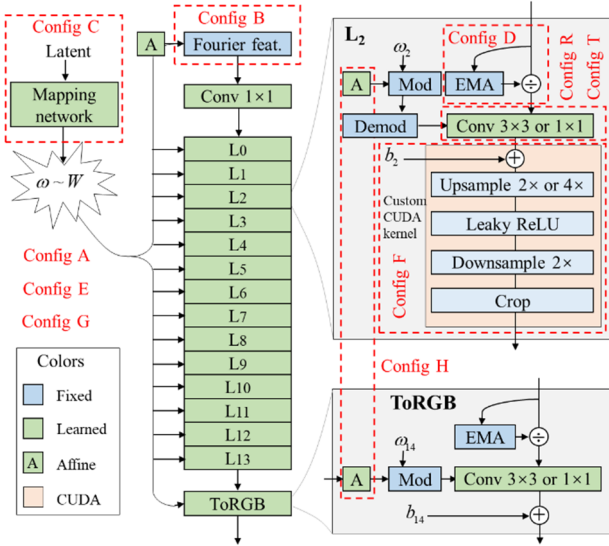 Config C
Latent
Mapping
network
ω ~ W
Config A
Config E
Config G
Colors
Fixed
Learned
A Affine
CUDA
Config B
A
Fourier feat.
Conv 1×1
L0
L1
L2
L3
L4
L5
L6
L7
L8
L9
L10
L11
L12
L13
ToRGB
L₂
ω₂
Config D
Config R
Config T
A
Mod
EMA
÷
Demod
Conv 3×3 or 1×1
b₂
+
Custom
CUDA
kernel
Config F
Upsample 2× or 4×
Leaky ReLU
Downsample 2×
Crop
Config H
ToRGB
EMA
÷
ω₁₄
A
Mod
Conv 3×3 or 1×1
b₁₄
+